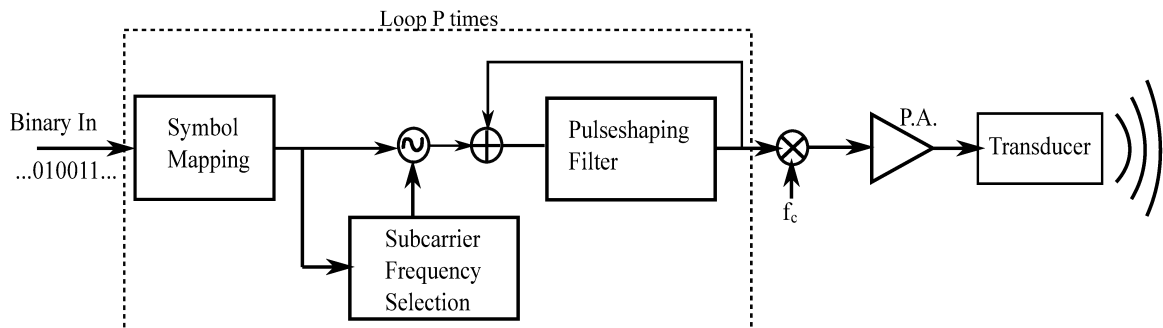 Loop P times
Binary In
...010011...
Symbol
Mapping
Subcarrier
Frequency
Selection
Pulseshaping
Filter
fc
P.A.
Transducer